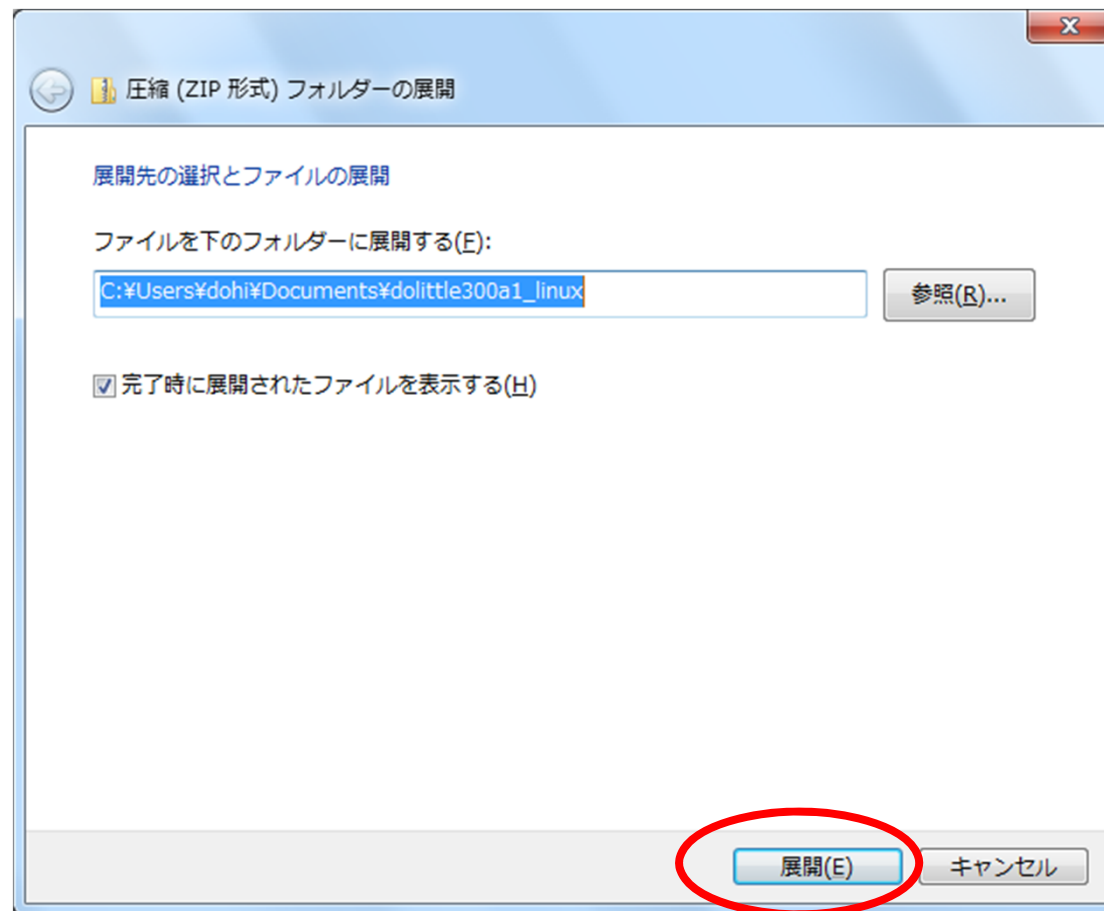 圧縮 (ZIP 形式) フォルダーの展開
展開先の選択とファイルの展開
ファイルを下のフォルダーに展開する(F):
C:¥Users¥dohi¥Documents¥dolittle300a1_linux
参照(R)...
完了時に展開されたファイルを表示する(H)
展開(E)
キャンセル